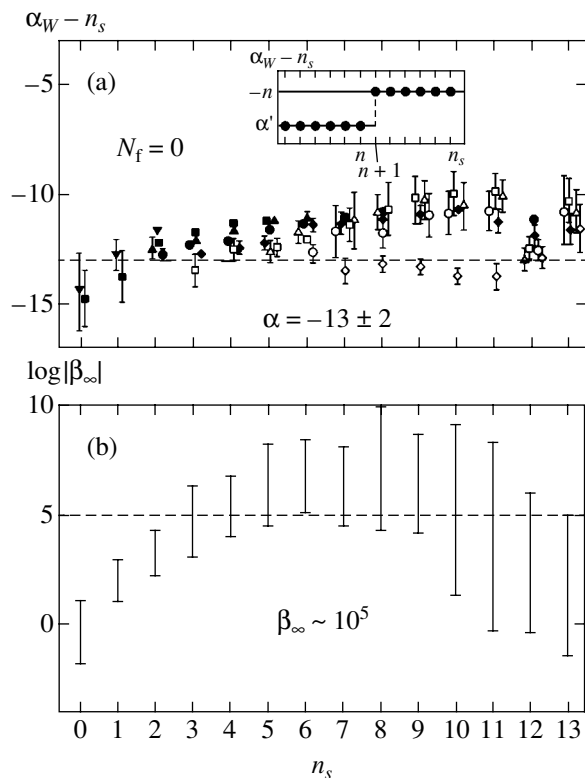 α_W – n_s
–5
(a)
α_W – n_s
–n
α'
n
n + 1
n_s
N_f = 0
–10
–15
α = –13 ± 2
log|β_∞|
10
(b)
5
0
β_∞ ~ 10^5
0 1 2 3 4 5 6 7 8 9 10 11 12 13
n_s